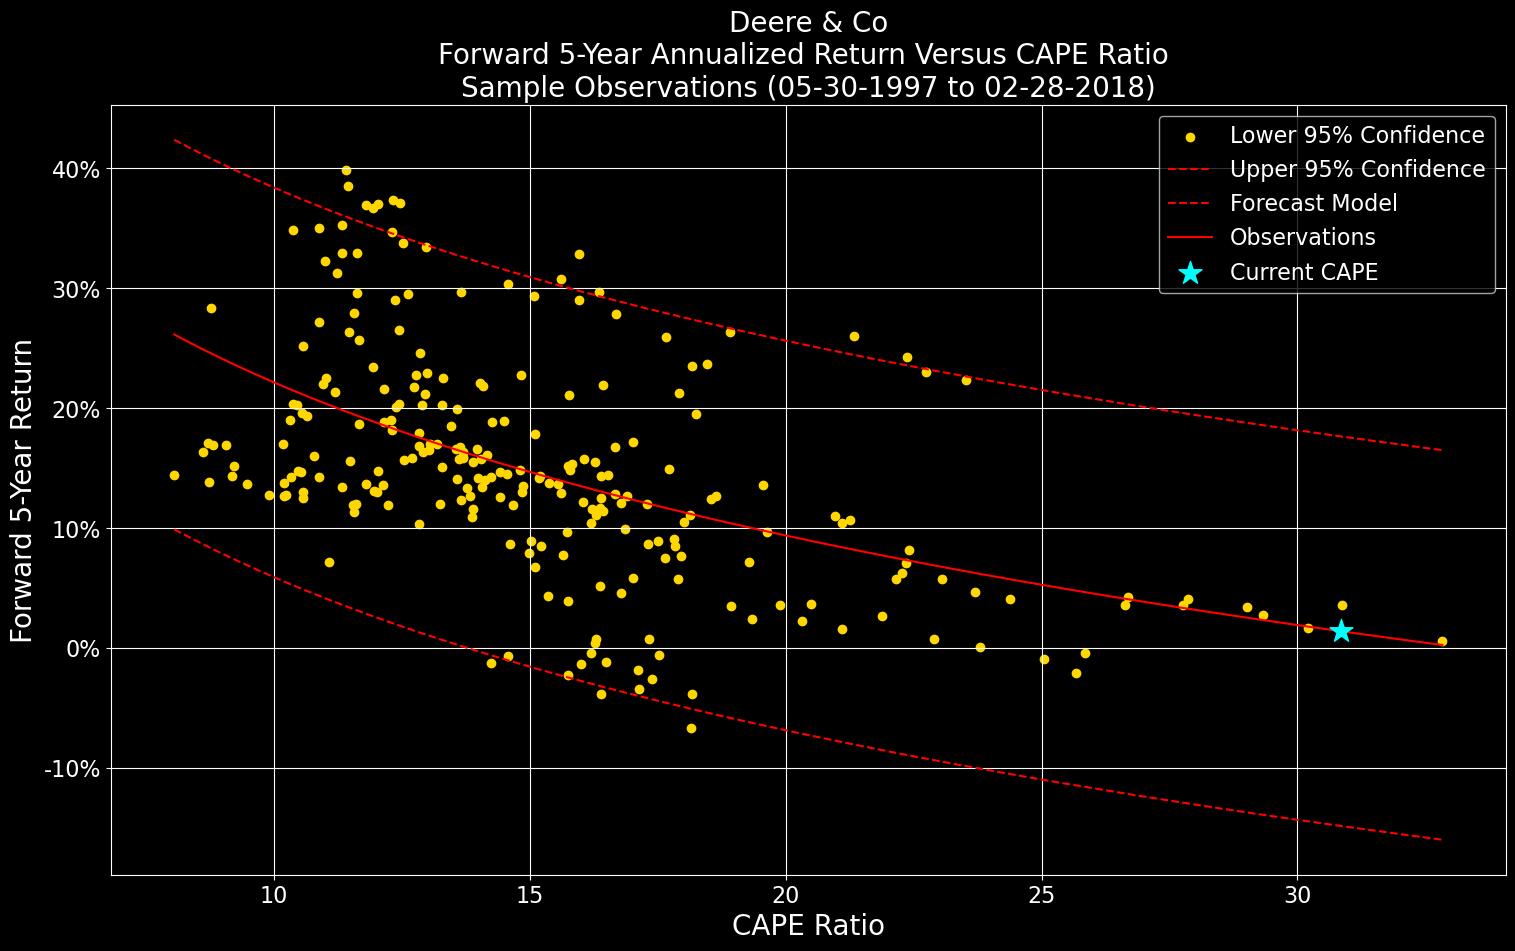 Deere & Co
Forward 5-Year Annualized Return Versus CAPE Ratio
Sample Observations (05-30-1997 to 02-28-2018)
Lower 95% Confidence
Upper 95% Confidence
Forecast Model
Observations
Current CAPE
Forward 5-Year Return
40%
30%
20%
10%
0%
-10%
10 15 20 25 30
CAPE Ratio